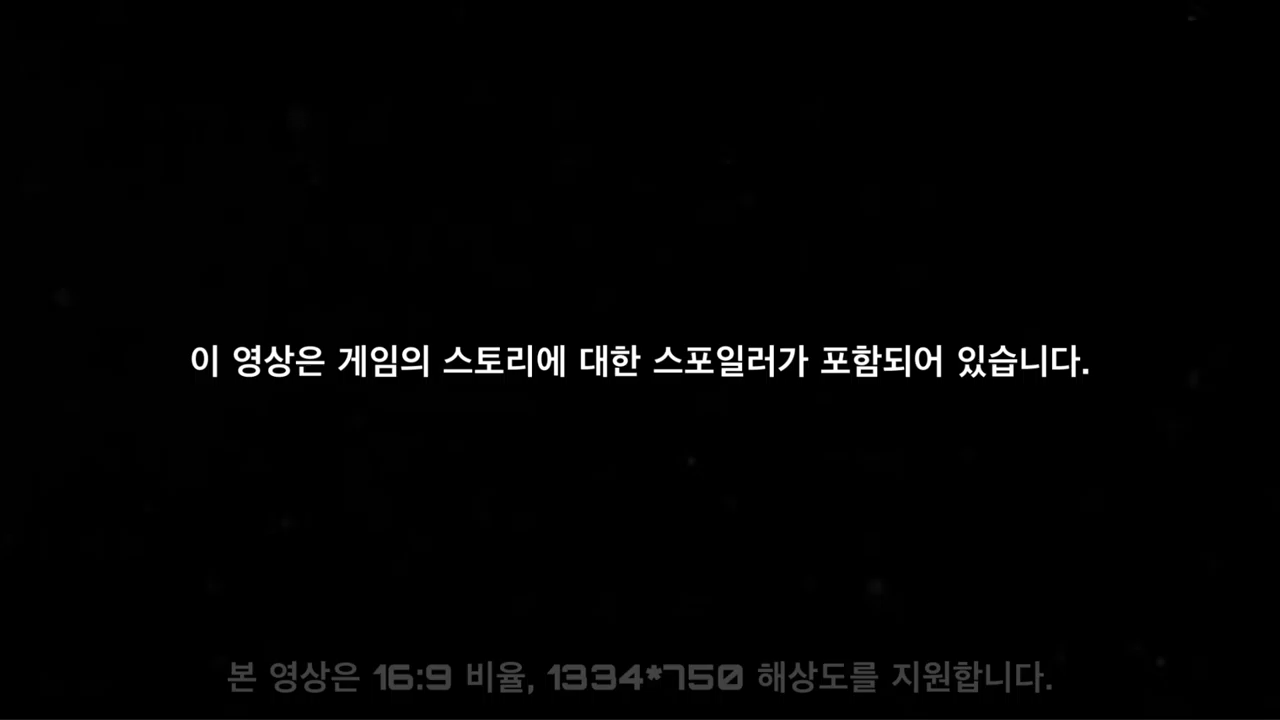 이 영상은 게임의 스토리에 대한 스포일러가 포함되어 있습니다.
본 영상은 16:9 비율, 1334*750 해상도를 지원합니다.